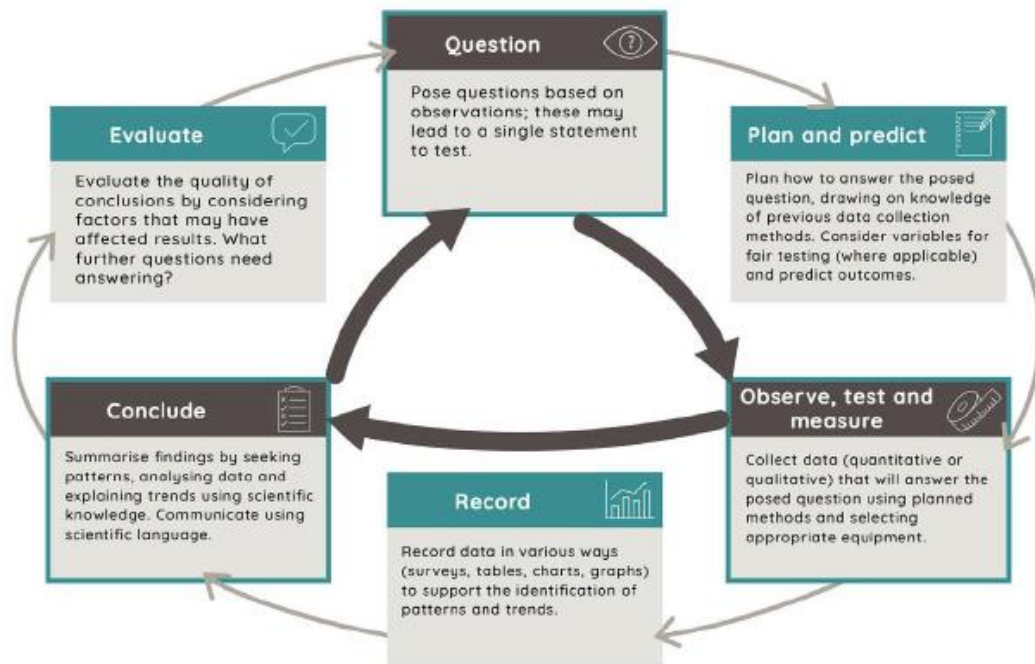 Question
Pose questions based on
observations; these may
lead to a single statement
to test.
Plan and predict
Plan how to answer the posed
question, drawing on knowledge
of previous data collection
methods. Consider variables for
fair testing (where applicable)
and predict outcomes.
Observe, test and
measure
Collect data (quantitative or
qualitative) that will answer the
posed question using planned
methods and selecting
appropriate equipment.
Record
Record data in various ways
(surveys, tables, charts, graphs)
to support the identification of
patterns and trends.
Conclude
Summarise findings by seeking
patterns, analysing data and
explaining trends using scientific
knowledge. Communicate using
scientific language.
Evaluate
Evaluate the quality of
conclusions by considering
factors that may have
affected results. What
further questions need
answering?